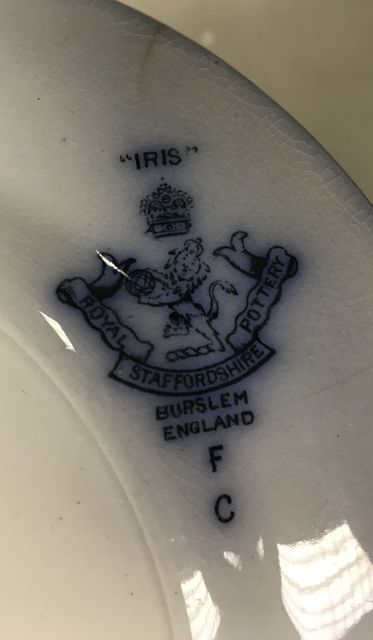 "IRIS"
ROYAL STAFFORDSHIRE POTTERY
BURSLEM
ENGLAND
F
C